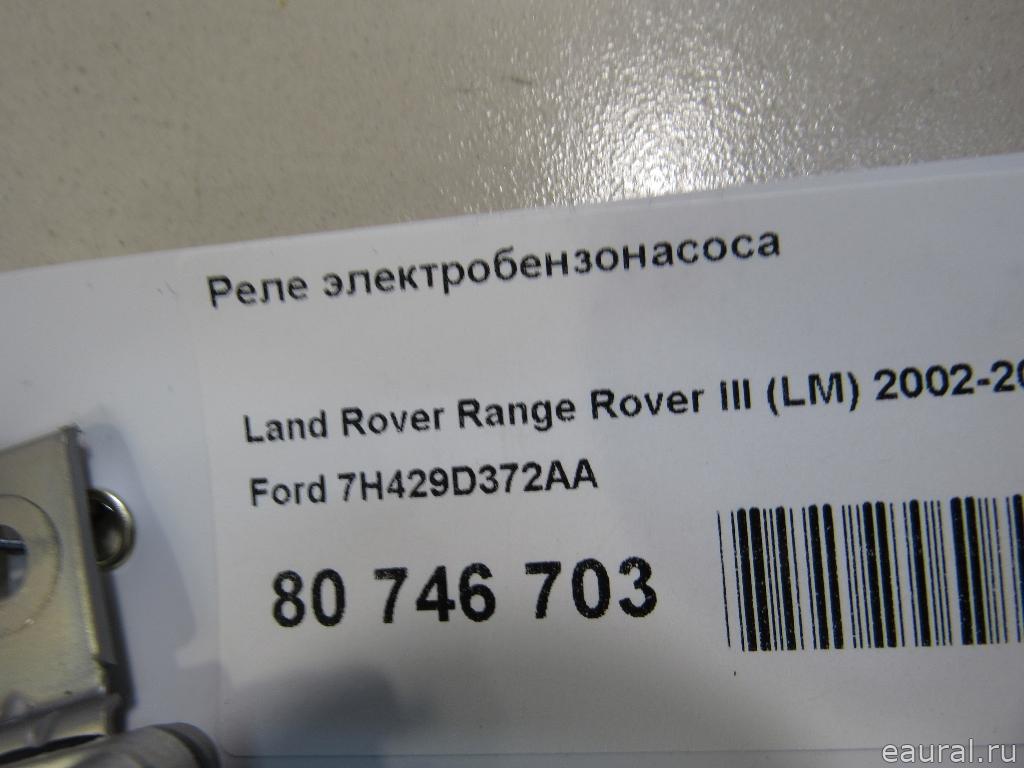 Реле электробензонасоса
Land Rover Range Rover III (LM) 2002-20
Ford 7H429D372AA
80 746 703
eaural.ru